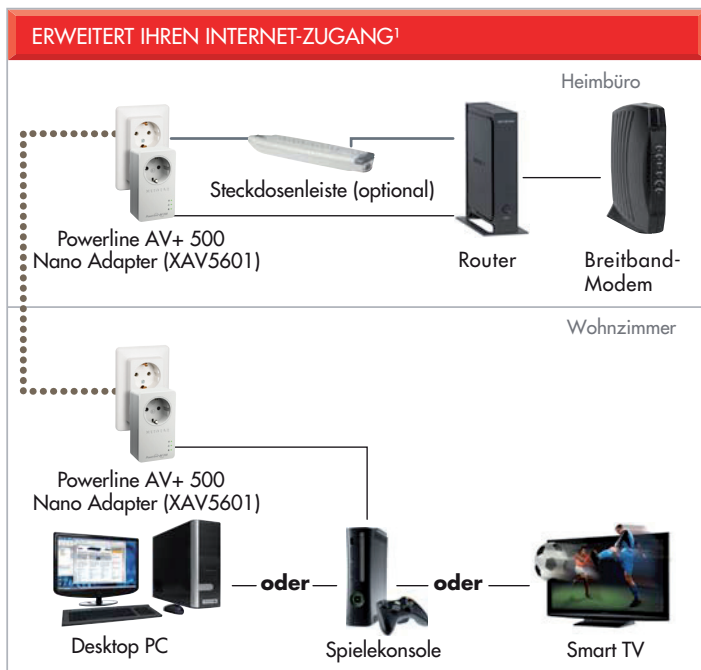 ERWEITERT IHREN INTERNET-ZUGANG¹
Heimbüro
Steckdosenleiste (optional)
Powerline AV+ 500
Nano Adapter (XAV5601)
Router
Breitband-
Modem
Wohnzimmer
Powerline AV+ 500
Nano Adapter (XAV5601)
oder
oder
Desktop PC
Spielekonsole
Smart TV